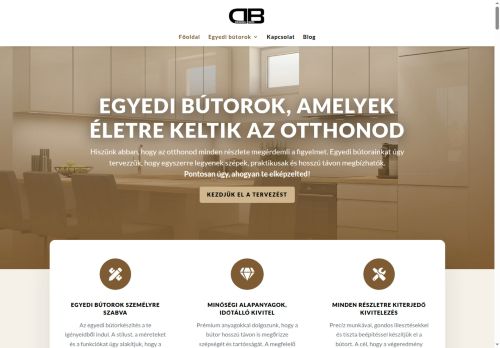 Főoldal
Egyedi bútorok
Kapcsolat
Blog
EGYEDI BÚTOROK, AMELYEK
ÉLETRE KELTIK AZ OTTHONOD
Hiszünk abban, hogy az otthonod minden részlete megérdemli a figyelmet. Egyedi bútorainkat úgy
tervezzük, hogy egyszerre legyenek szépek, praktikusak és hosszú távon megbízhatók.
Pontosan úgy, ahogyan te elképzelted!
KEZDJÜK EL A TERVEZÉST
EGYEDI BÚTOROK SZEMÉLYRE
SZABVA
Az egyedi bútorkészítés a te
igényeidből indul. A stílust, a méreteket
és a funkciókat úgy alakítjuk, hogy a
MINŐSÉGI ALAPANYAGOK,
IDŐTÁLLÓ KIVITEL
Prémium anyagokkal dolgozunk, hogy a
bútor hosszú távon is megőrizze
szépségét és tartósságát. A megfelelő
MINDEN RÉSZLETRE KITERJEDŐ
KIVITELEZÉS
Precíz munkával, gondos illesztésekkel
és tiszta beépítéssel készítjük el a
bútort. A cél, hogy a végeredmény